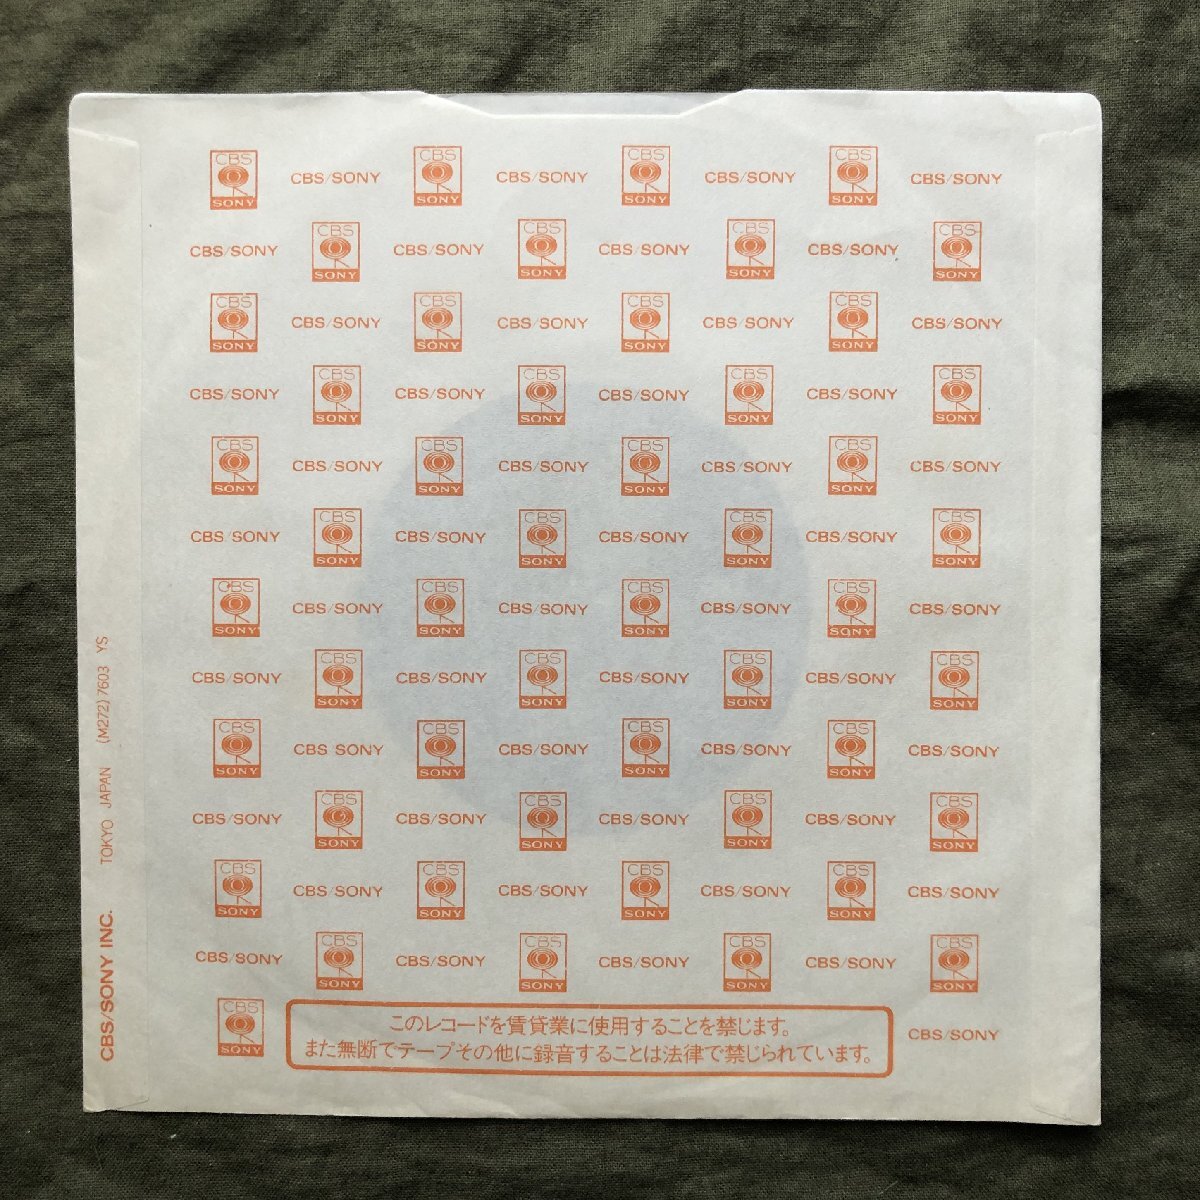 CBS SONY CBS/SONY CBS SONY CBS/SONY CBS SONY CBS/SONY CBS SONY CBS/SONY
CBS/SONY CBS SONY CBS/SONY CBS SONY CBS/SONY CBS SONY CBS/SONY CBS SONY
CBS SONY CBS/SONY CBS SONY CBS/SONY CBS SONY CBS/SONY CBS SONY CBS/SONY
CBS/SONY CBS SONY CBS/SONY CBS SONY CBS/SONY CBS SONY CBS/SONY CBS SONY
CBS SONY CBS/SONY CBS SONY CBS/SONY CBS SONY CBS/SONY CBS SONY CBS/SONY
CBS/SONY CBS SONY CBS/SONY CBS SONY CBS/SONY CBS SONY CBS/SONY CBS SONY
CBS SONY CBS/SONY CBS SONY CBS/SONY CBS SONY CBS/SONY CBS SONY CBS/SONY
CBS/SONY CBS SONY CBS/SONY CBS SONY CBS/SONY CBS SONY CBS/SONY CBS SONY
CBS SONY CBS SONY CBS SONY CBS/SONY CBS SONY CBS/SONY CBS SONY CBS/SONY
CBS/SONY CBS SONY CBS/SONY CBS SONY CBS/SONY CBS SONY CBS/SONY CBS SONY
CBS SONY CBS/SONY CBS SONY CBS/SONY CBS SONY CBS/SONY CBS SONY CBS/SONY
CBS/SONY CBS SONY CBS/SONY CBS SONY CBS/SONY CBS SONY CBS/SONY CBS SONY
CBS SONY
このレコードを賃貸業に使用することを禁じます。
また無断でテープその他に録音することは法律で禁じられています。
CBS/SONY
CBS/SONY INC. TOKYO JAPAN (M272) 7603 YS